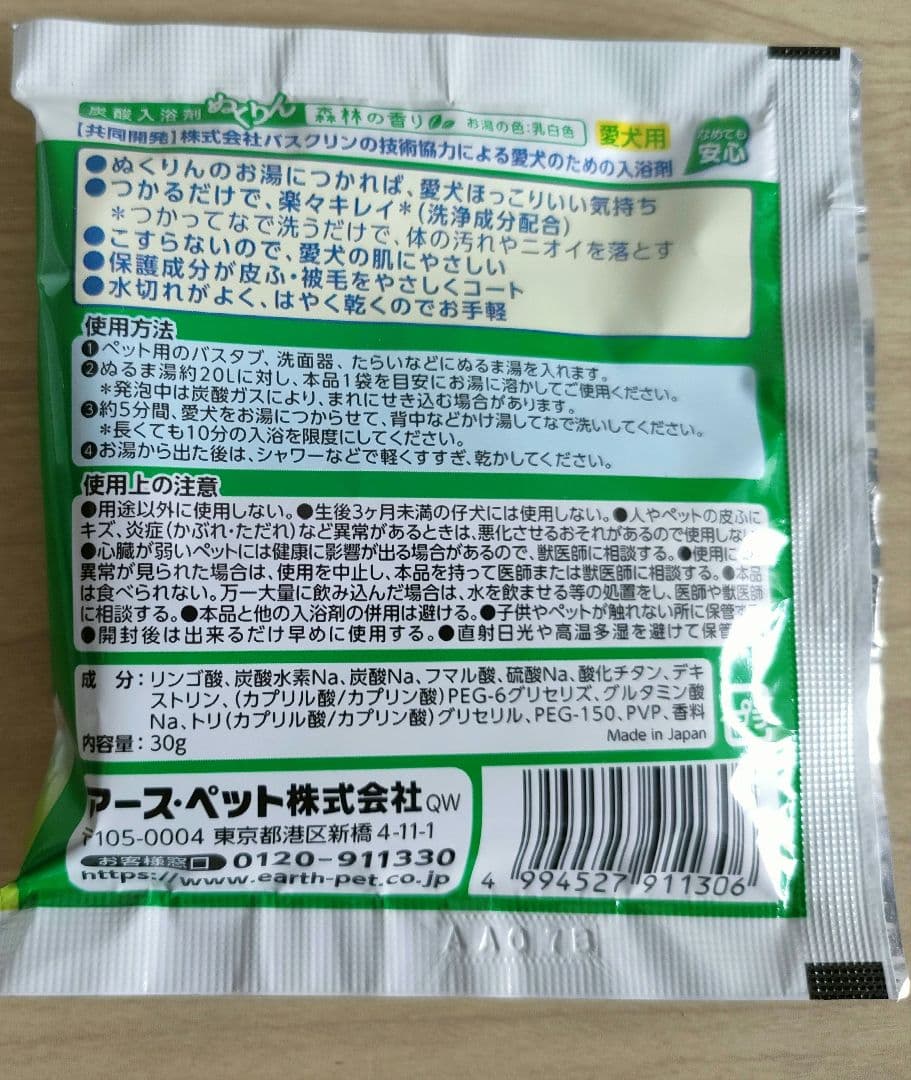 炭酸入浴剤 ぬくりん 森林の香り お湯の色:乳白色 愛犬用 なめても安心
【共同開発】株式会社バスクリンの技術協力による愛犬のための入浴剤
●ぬくりんのお湯につかれば、愛犬ほっこりいい気持ち
●つかるだけで、楽々キレイ*(洗浄成分配合)
*つかってなで洗うだけで、体の汚れやニオイを落とす
●こすらないので、愛犬の肌にやさしい
●保護成分が皮ふ・被毛をやさしくコート
●水切れがよく、はやく乾くのでお手軽
使用方法
❶ペット用のバスタブ、洗面器、たらいなどにぬるま湯を入れます。
❷ぬるま湯約20Lに対し、本品1袋を目安にお湯に溶かしてご使用ください。
*発泡中は炭酸ガスにより、まれにせき込む場合があります。
❸約5分間、愛犬をお湯につからせて、背中などかけ湯してなで洗いしてください。
*長くても10分の入浴を限度にしてください。
❹お湯から出た後は、シャワーなどで軽くすすぎ、乾かしてください。
使用上の注意
●用途以外に使用しない。●生後3ヶ月未満の仔犬には使用しない。●人やペットの皮ふに
キズ、炎症(かぶれ・ただれ)など異常があるときは、悪化させるおそれがあるので使用しない
●心臓が弱いペットには健康に影響が出る場合があるので、獣医師に相談する。●使用に
異常が見られた場合は、使用を中止し、本品を持って医師または獣医師に相談する。●本品
は食べられない。万一大量に飲み込んだ場合は、水を飲ませる等の処置をし、医師や獣医師
に相談する。●本品と他の入浴剤の併用は避ける。●子供やペットが触れない所に保管す
●開封後は出来るだけ早めに使用する。●直射日光や高温多湿を避けて保管
成 分:リンゴ酸、炭酸水素Na、炭酸Na、フマル酸、硫酸Na、酸化チタン、デキ
ストリン、(カプリル酸/カプリン酸)PEG-6グリセリズ、グルタミン酸
Na、トリ(カプリル酸/カプリン酸)グリセリル、PEG-150、PVP、香料
内容量:30g Made in Japan
アース・ペット株式会社 QW
〒105-0004 東京都港区新橋4-11-1
お客様窓口 0120-911330
https://www.earth-pet.co.jp
4 994527 911306